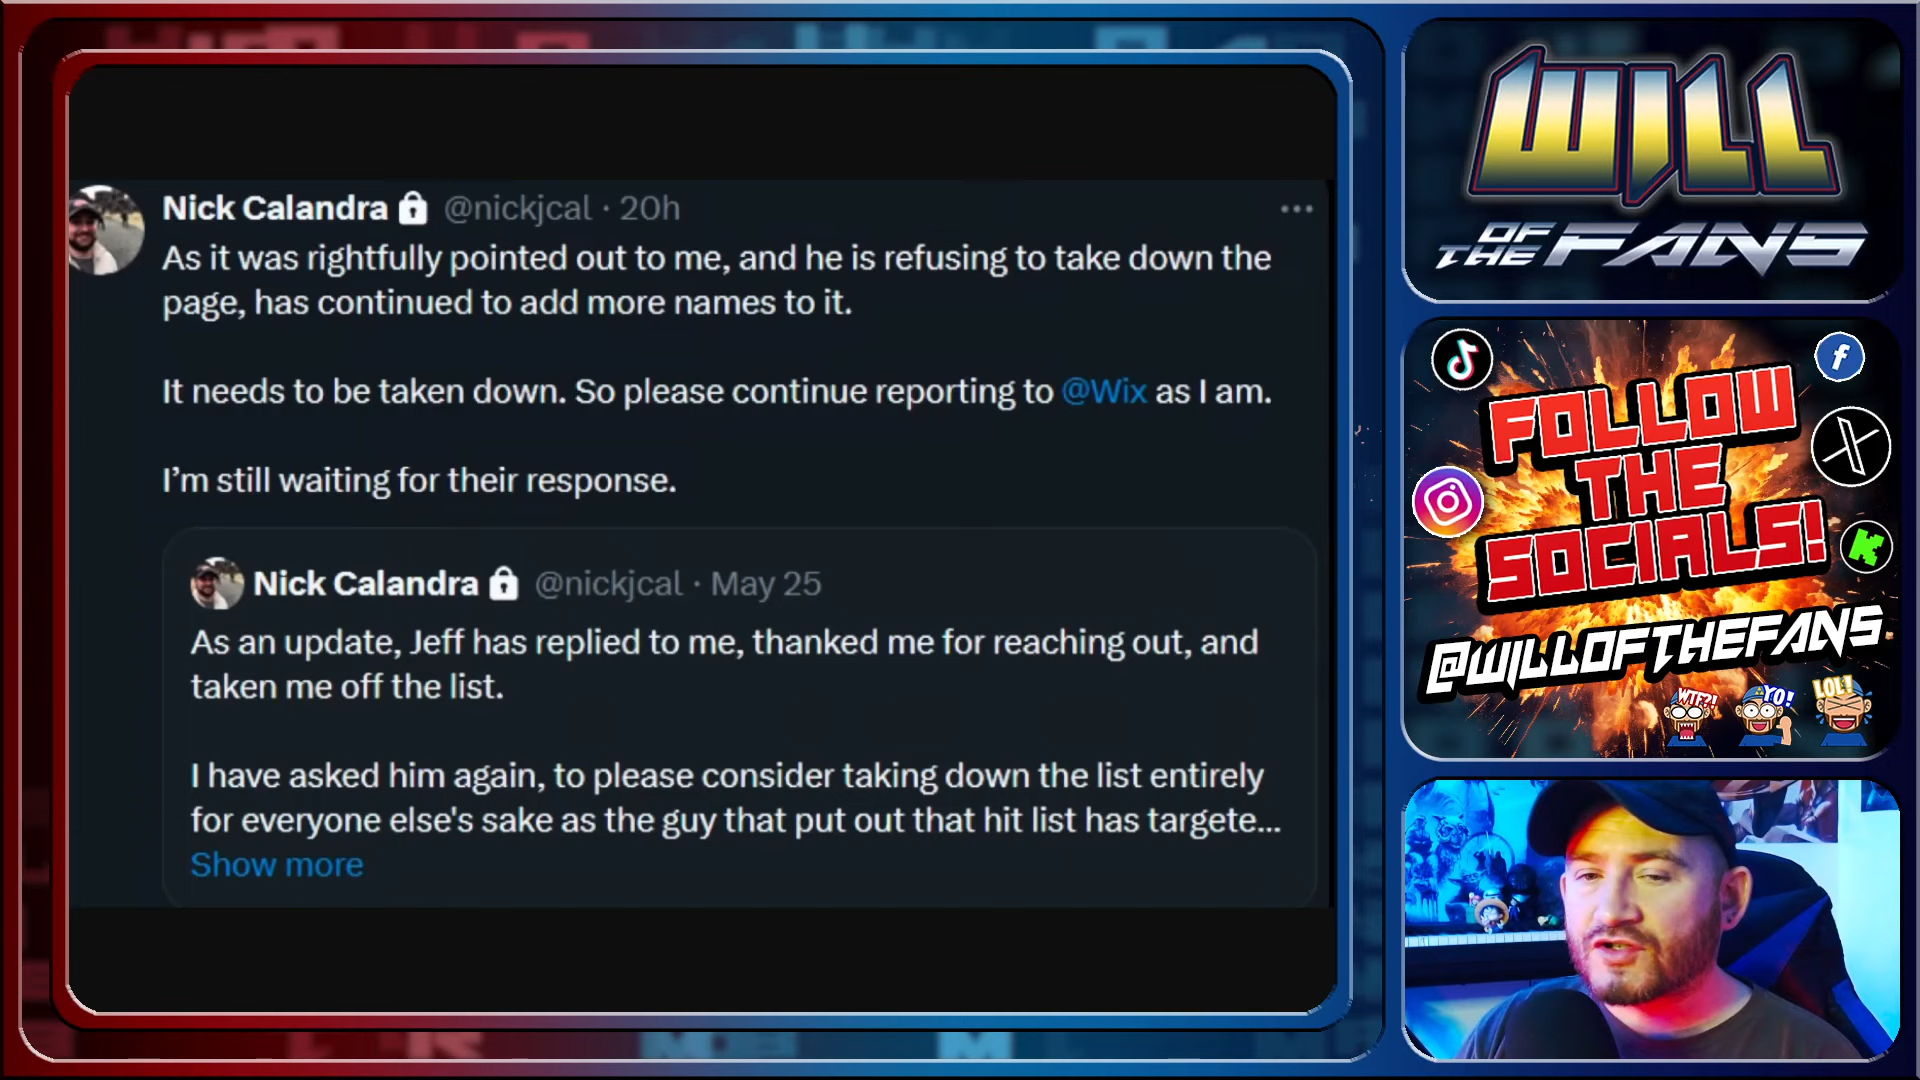 Nick Calandra @nickjcal · 20h
As it was rightfully pointed out to me, and he is refusing to take down the
page, has continued to add more names to it.
It needs to be taken down. So please continue reporting to @Wix as I am.
I’m still waiting for their response.
Nick Calandra @nickjcal · May 25
As an update, Jeff has replied to me, thanked me for reaching out, and
taken me off the list.
I have asked him again, to please consider taking down the list entirely
for everyone else's sake as the guy that put out that hit list has targete...
Show more
WILL
OF
THE FANS
FOLLOW
THE
SOCIALS!
@WILLOFTHEFANS
WTF?!
YO!
LOL!